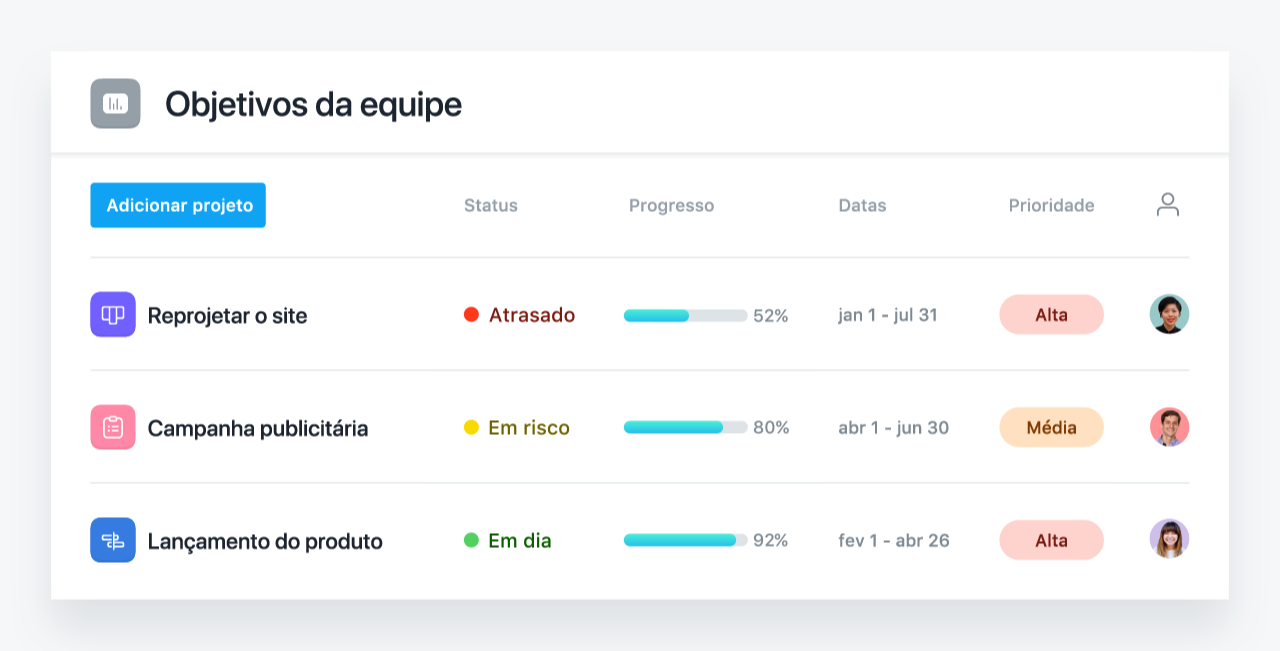 Objetivos da equipe
Adicionar projeto Status Progresso Datas Prioridade
Reprojetar o site Atrasado 52% jan 1 - jul 31 Alta
Campanha publicitária Em risco 80% abr 1 - jun 30 Média
Lançamento do produto Em dia 92% fev 1 - abr 26 Alta